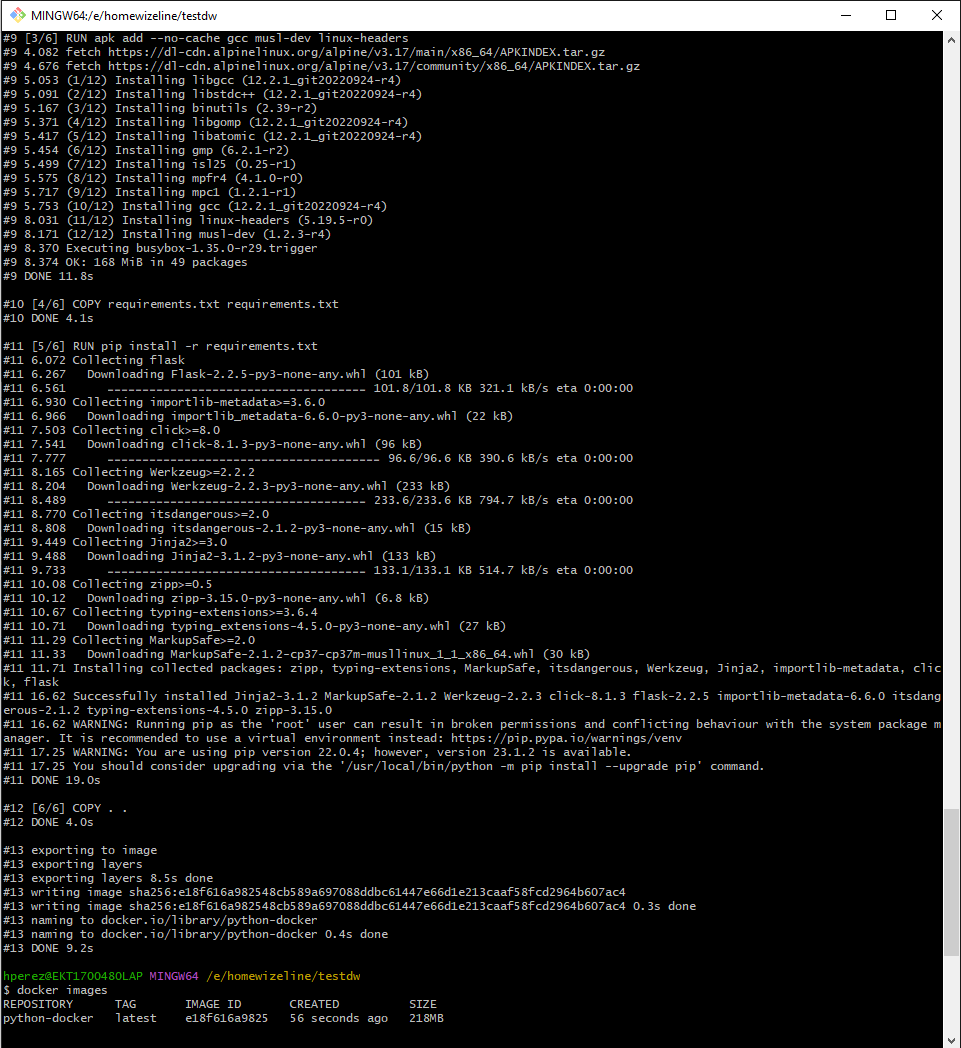 MINGW64:/e/homewizeline/testdw
#9 [3/6] RUN apk add --no-cache gcc musl-dev linux-headers
#9 4.082 fetch https://dl-cdn.alpinelinux.org/alpine/v3.17/main/x86_64/APKINDEX.tar.gz
#9 4.676 fetch https://dl-cdn.alpinelinux.org/alpine/v3.17/community/x86_64/APKINDEX.tar.gz
#9 5.053 (1/12) Installing libgcc (12.2.1_git20220924-r4)
#9 5.091 (2/12) Installing libstdc++ (12.2.1_git20220924-r4)
#9 5.167 (3/12) Installing binutils (2.39-r2)
#9 5.371 (4/12) Installing libgomp (12.2.1_git20220924-r4)
#9 5.417 (5/12) Installing libatomic (12.2.1_git20220924-r4)
#9 5.454 (6/12) Installing gmp (6.2.1-r2)
#9 5.499 (7/12) Installing isl25 (0.25-r1)
#9 5.575 (8/12) Installing mpfr4 (4.1.0-r0)
#9 5.717 (9/12) Installing mpc1 (1.2.1-r1)
#9 5.753 (10/12) Installing gcc (12.2.1_git20220924-r4)
#9 8.031 (11/12) Installing linux-headers (5.19.5-r0)
#9 8.171 (12/12) Installing musl-dev (1.2.3-r4)
#9 8.370 Executing busybox-1.35.0-r29.trigger
#9 8.374 OK: 168 MiB in 49 packages
#9 DONE 11.8s
#10 [4/6] COPY requirements.txt requirements.txt
#10 DONE 4.1s
#11 [5/6] RUN pip install -r requirements.txt
#11 6.072 Collecting flask
#11 6.267   Downloading Flask-2.2.5-py3-none-any.whl (101 kB)
#11 6.561      ------------------------------------ 101.8/101.8 KB 321.1 kB/s eta 0:00:00
#11 6.930 Collecting importlib-metadata>=3.6.0
#11 6.966   Downloading importlib_metadata-6.6.0-py3-none-any.whl (22 kB)
#11 7.503 Collecting click>=8.0
#11 7.541   Downloading click-8.1.3-py3-none-any.whl (96 kB)
#11 7.777      -------------------------------------- 96.6/96.6 KB 390.6 kB/s eta 0:00:00
#11 8.165 Collecting Werkzeug>=2.2.2
#11 8.204   Downloading Werkzeug-2.2.3-py3-none-any.whl (233 kB)
#11 8.489      ------------------------------------ 233.6/233.6 KB 794.7 kB/s eta 0:00:00
#11 8.770 Collecting itsdangerous>=2.0
#11 8.808   Downloading itsdangerous-2.1.2-py3-none-any.whl (15 kB)
#11 9.449 Collecting Jinja2>=3.0
#11 9.488   Downloading Jinja2-3.1.2-py3-none-any.whl (133 kB)
#11 9.733      ------------------------------------ 133.1/133.1 KB 514.7 kB/s eta 0:00:00
#11 10.08 Collecting zipp>=0.5
#11 10.12   Downloading zipp-3.15.0-py3-none-any.whl (6.8 kB)
#11 10.67 Collecting typing-extensions>=3.6.4
#11 10.71   Downloading typing_extensions-4.5.0-py3-none-any.whl (27 kB)
#11 11.29 Collecting MarkupSafe>=2.0
#11 11.33   Downloading MarkupSafe-2.1.2-cp37-cp37m-musllinux_1_1_x86_64.whl (30 kB)
#11 11.71 Installing collected packages: zipp, typing-extensions, MarkupSafe, itsdangerous, Werkzeug, Jinja2, importlib-metadata, clic
k, flask
#11 16.62 Successfully installed Jinja2-3.1.2 MarkupSafe-2.1.2 Werkzeug-2.2.3 click-8.1.3 flask-2.2.5 importlib-metadata-6.6.0 itsdang
erous-2.1.2 typing-extensions-4.5.0 zipp-3.15.0
#11 16.62 WARNING: Running pip as the 'root' user can result in broken permissions and conflicting behaviour with the system package m
anager. It is recommended to use a virtual environment instead: https://pip.pypa.io/warnings/venv
#11 17.25 WARNING: You are using pip version 22.0.4; however, version 23.1.2 is available.
#11 17.25 You should consider upgrading via the '/usr/local/bin/python -m pip install --upgrade pip' command.
#11 DONE 19.0s
#12 [6/6] COPY . .
#12 DONE 4.0s
#13 exporting to image
#13 exporting layers
#13 exporting layers 8.5s done
#13 writing image sha256:e18f616a982548cb589a697088ddbc61447e66d1e213caaf58fcd2964b607ac4
#13 writing image sha256:e18f616a982548cb589a697088ddbc61447e66d1e213caaf58fcd2964b607ac4 0.3s done
#13 naming to docker.io/library/python-docker
#13 naming to docker.io/library/python-docker 0.4s done
#13 DONE 9.2s
hperez@EKT1700480LAP MINGW64 /e/homewizeline/testdw
$ docker images
REPOSITORY      TAG       IMAGE ID       CREATED          SIZE
python-docker   latest    e18f616a9825   56 seconds ago   218MB